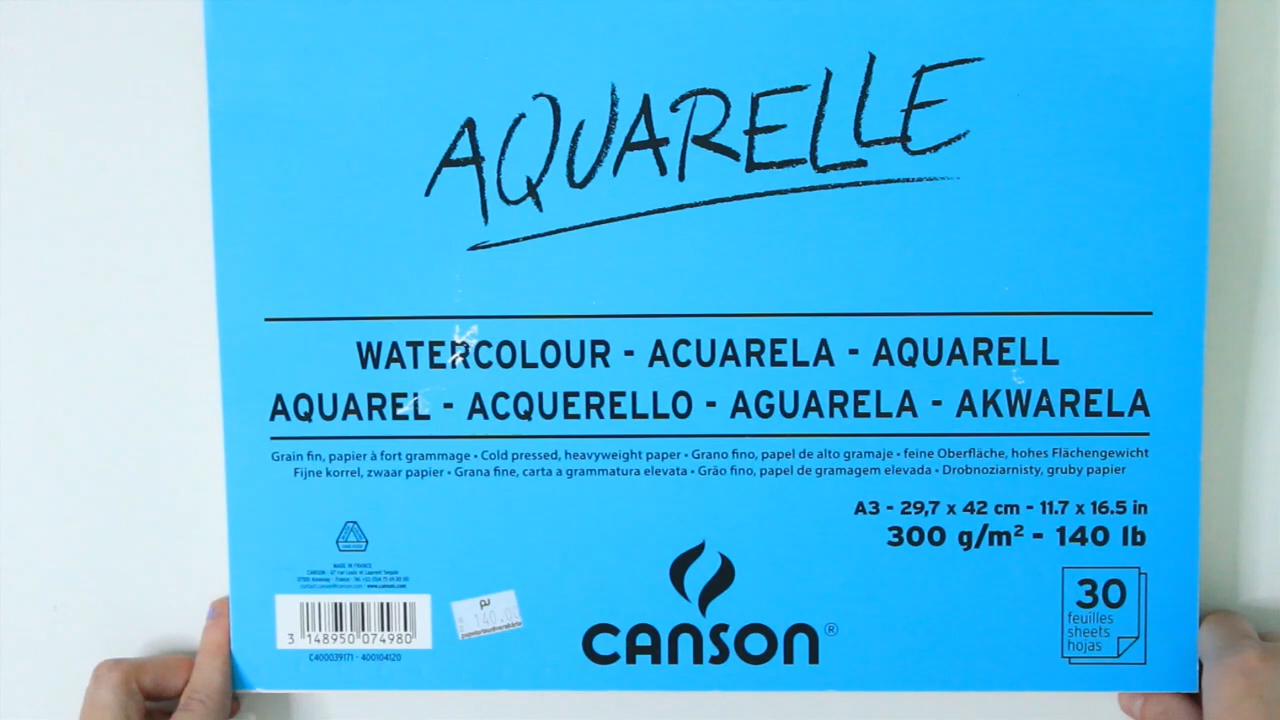 AQUARELLE
WATERCOLOUR - ACUARELA - AQUARELL
AQUAREL - ACQUERELLO - AGUARELA - AKWARELA
Grain fin, papier à fort grammage • Cold pressed, heavyweight paper • Grano fino, papel de alto gramaje • feine Oberfläche, hohes Flächengewicht
Fijne korrel, zwaar papier • Grana fine, carta a grammatura elevata • Grão fino, papel de gramagem elevada • Drobnoziarnisty, gruby papier
A3 - 29,7 x 42 cm - 11.7 x 16.5 in
300 g/m² - 140 lb
MADE IN FRANCE
30
feuilles
sheets
hojas
140.00
3 148950 074980
C400039171 - 400104120
CANSON®